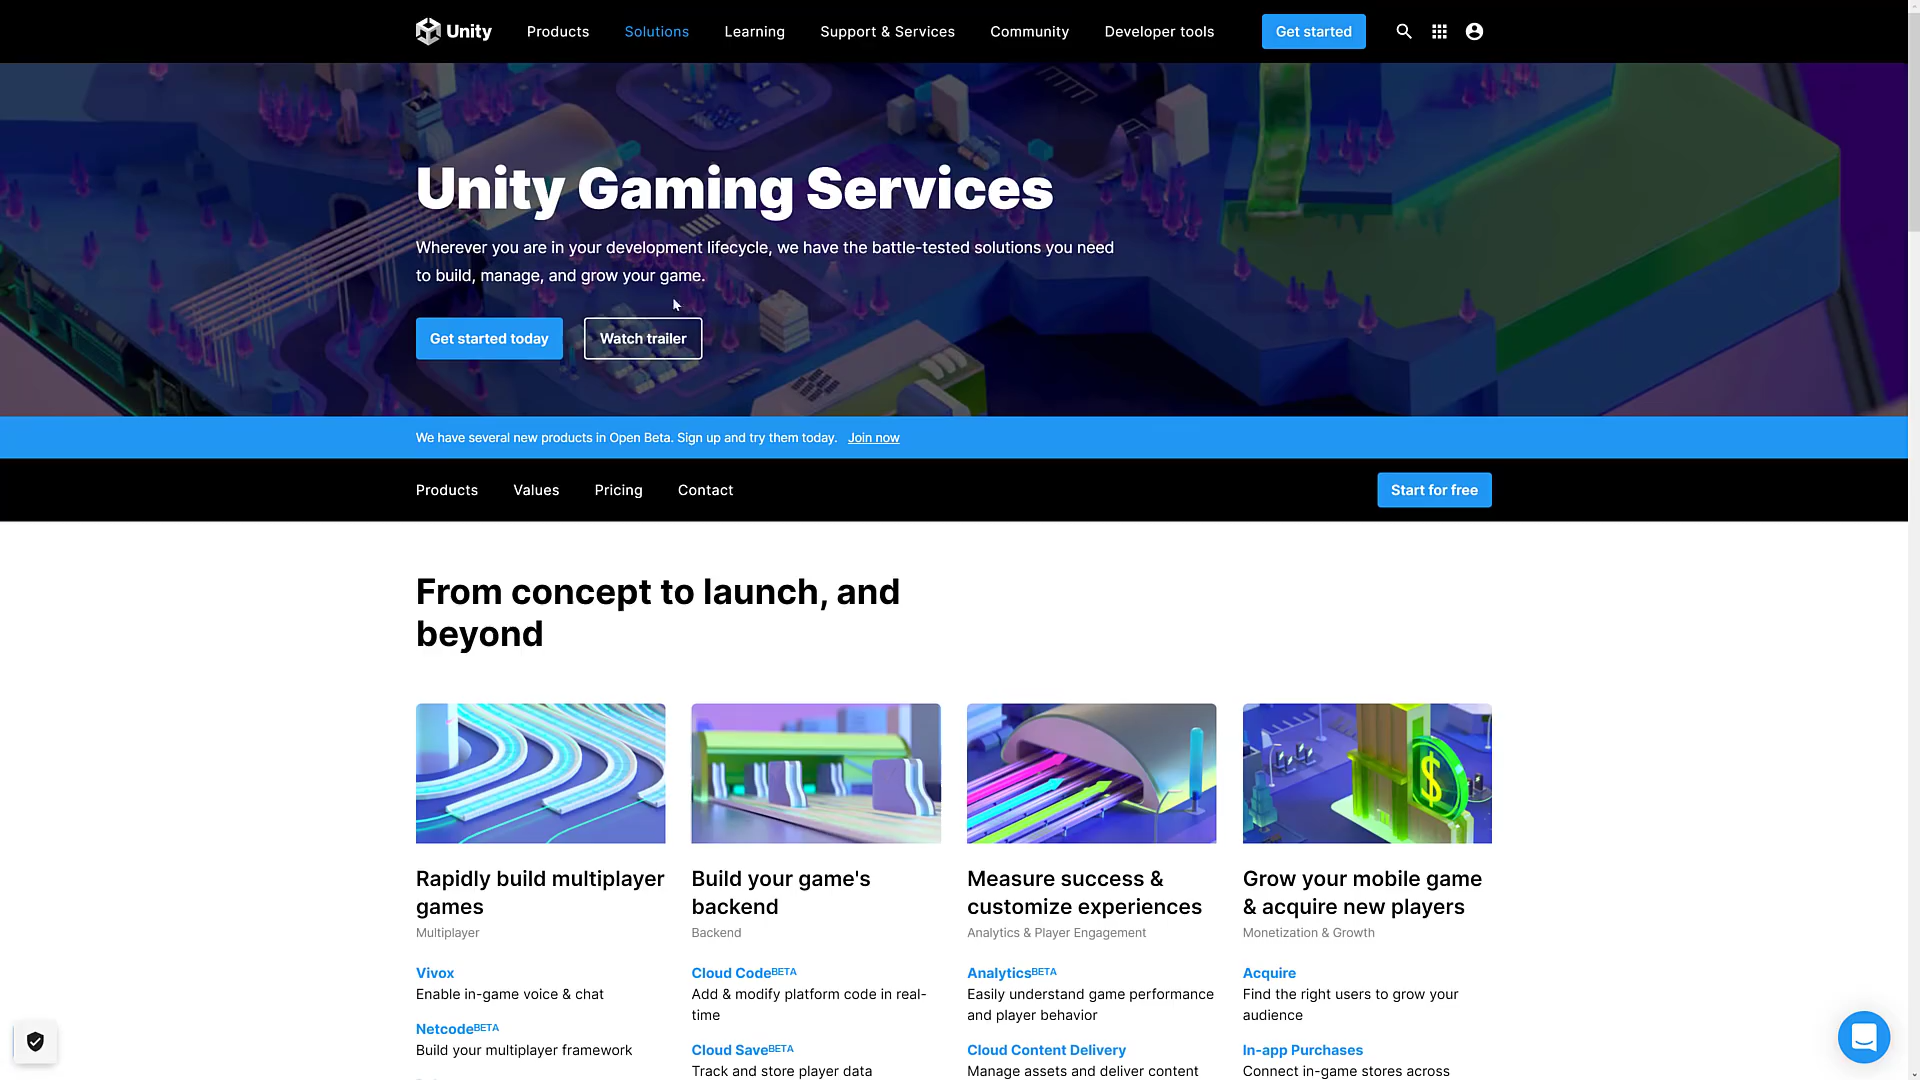 Unity Products Solutions Learning Support & Services Community Developer tools Get started
Unity Gaming Services
Wherever you are in your development lifecycle, we have the battle-tested solutions you need
to build, manage, and grow your game.
Get started today Watch trailer
We have several new products in Open Beta. Sign up and try them today. Join now
Products Values Pricing Contact Start for free
From concept to launch, and
beyond
Rapidly build multiplayer
games
Multiplayer
Vivox
Enable in-game voice & chat
NetcodeBETA
Build your multiplayer framework
Build your game's
backend
Backend
Cloud CodeBETA
Add & modify platform code in real-
time
Cloud SaveBETA
Track and store player data
Measure success &
customize experiences
Analytics & Player Engagement
AnalyticsBETA
Easily understand game performance
and player behavior
Cloud Content Delivery
Manage assets and deliver content
Grow your mobile game
& acquire new players
Monetization & Growth
Acquire
Find the right users to grow your
audience
In-app Purchases
Connect in-game stores across